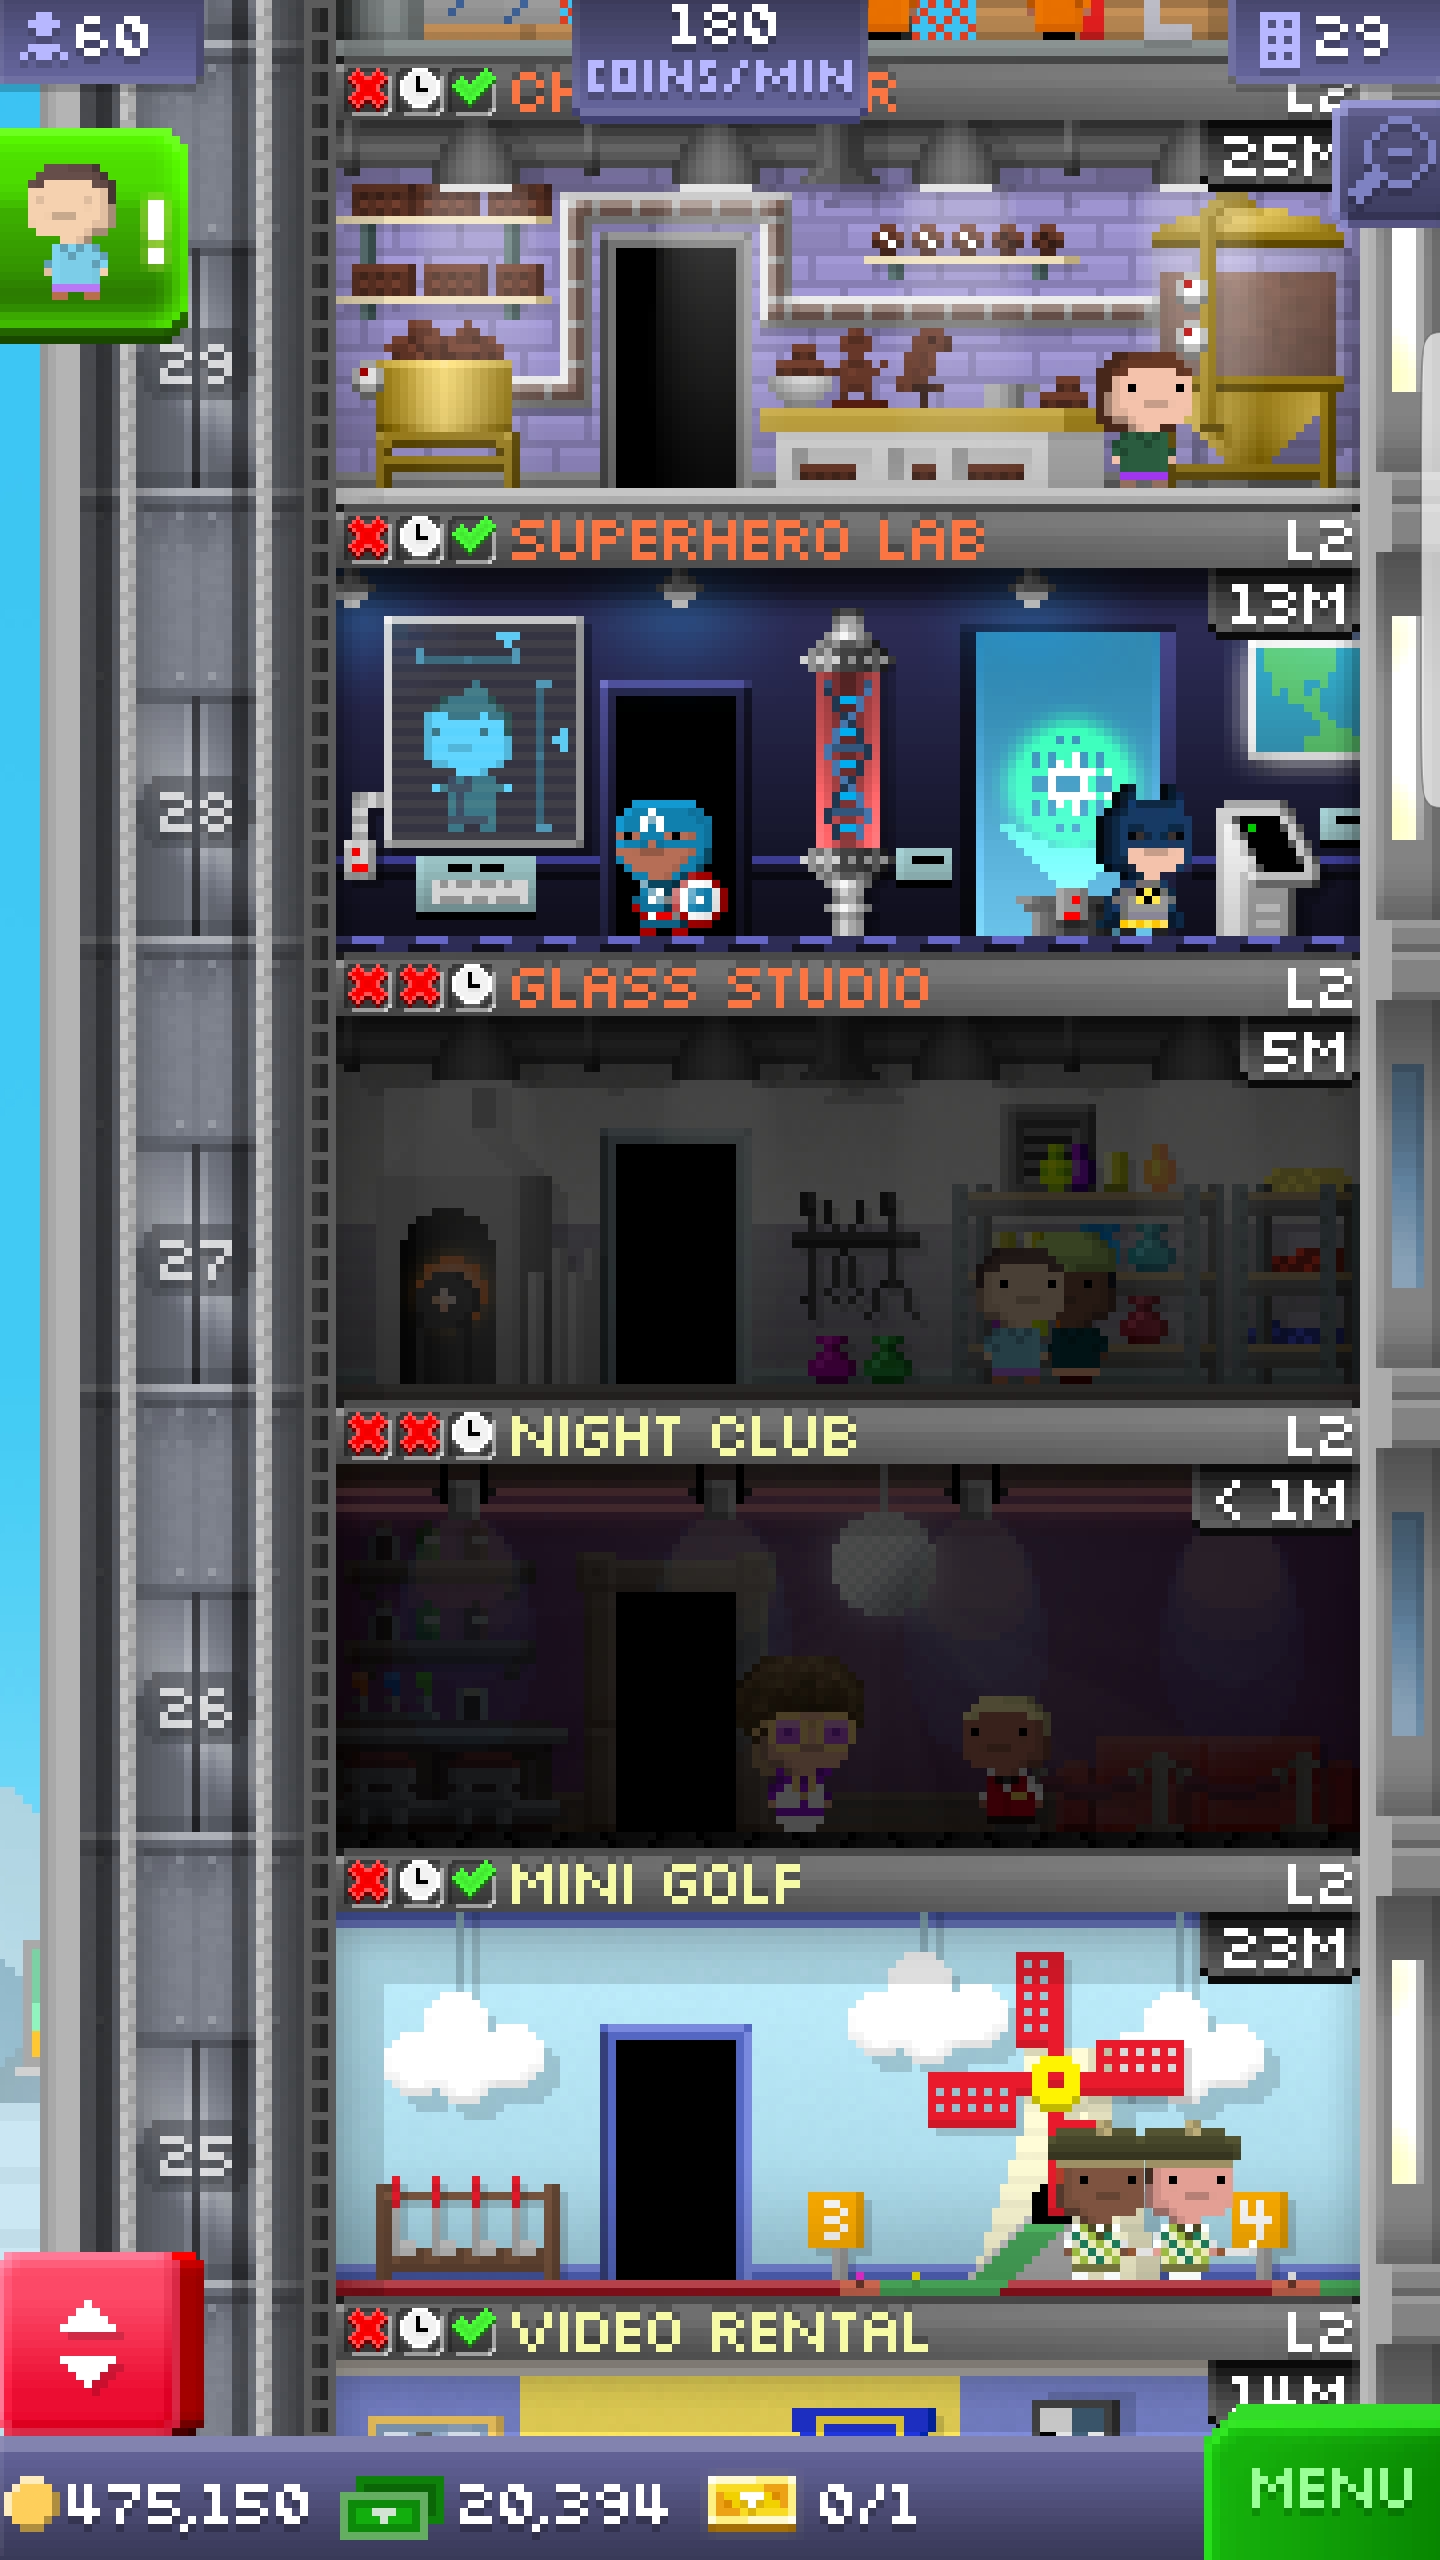 60
180
COINS/MIN
29
CH R L2
25M
29
SUPERHERO LAB L2
13M
28
GLASS STUDIO L2
5M
27
NIGHT CLUB L2
< 1M
26
MINI GOLF L2
23M
25
3
4
VIDEO RENTAL L2
14M
475,150
20,394
0/1
MENU